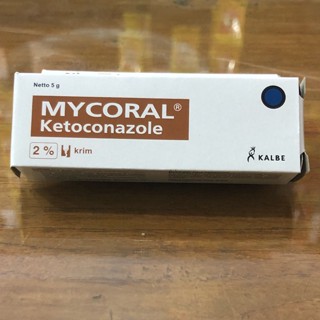 Netto 5 g
MYCORAL®
Ketoconazole
2% krim
KALBE